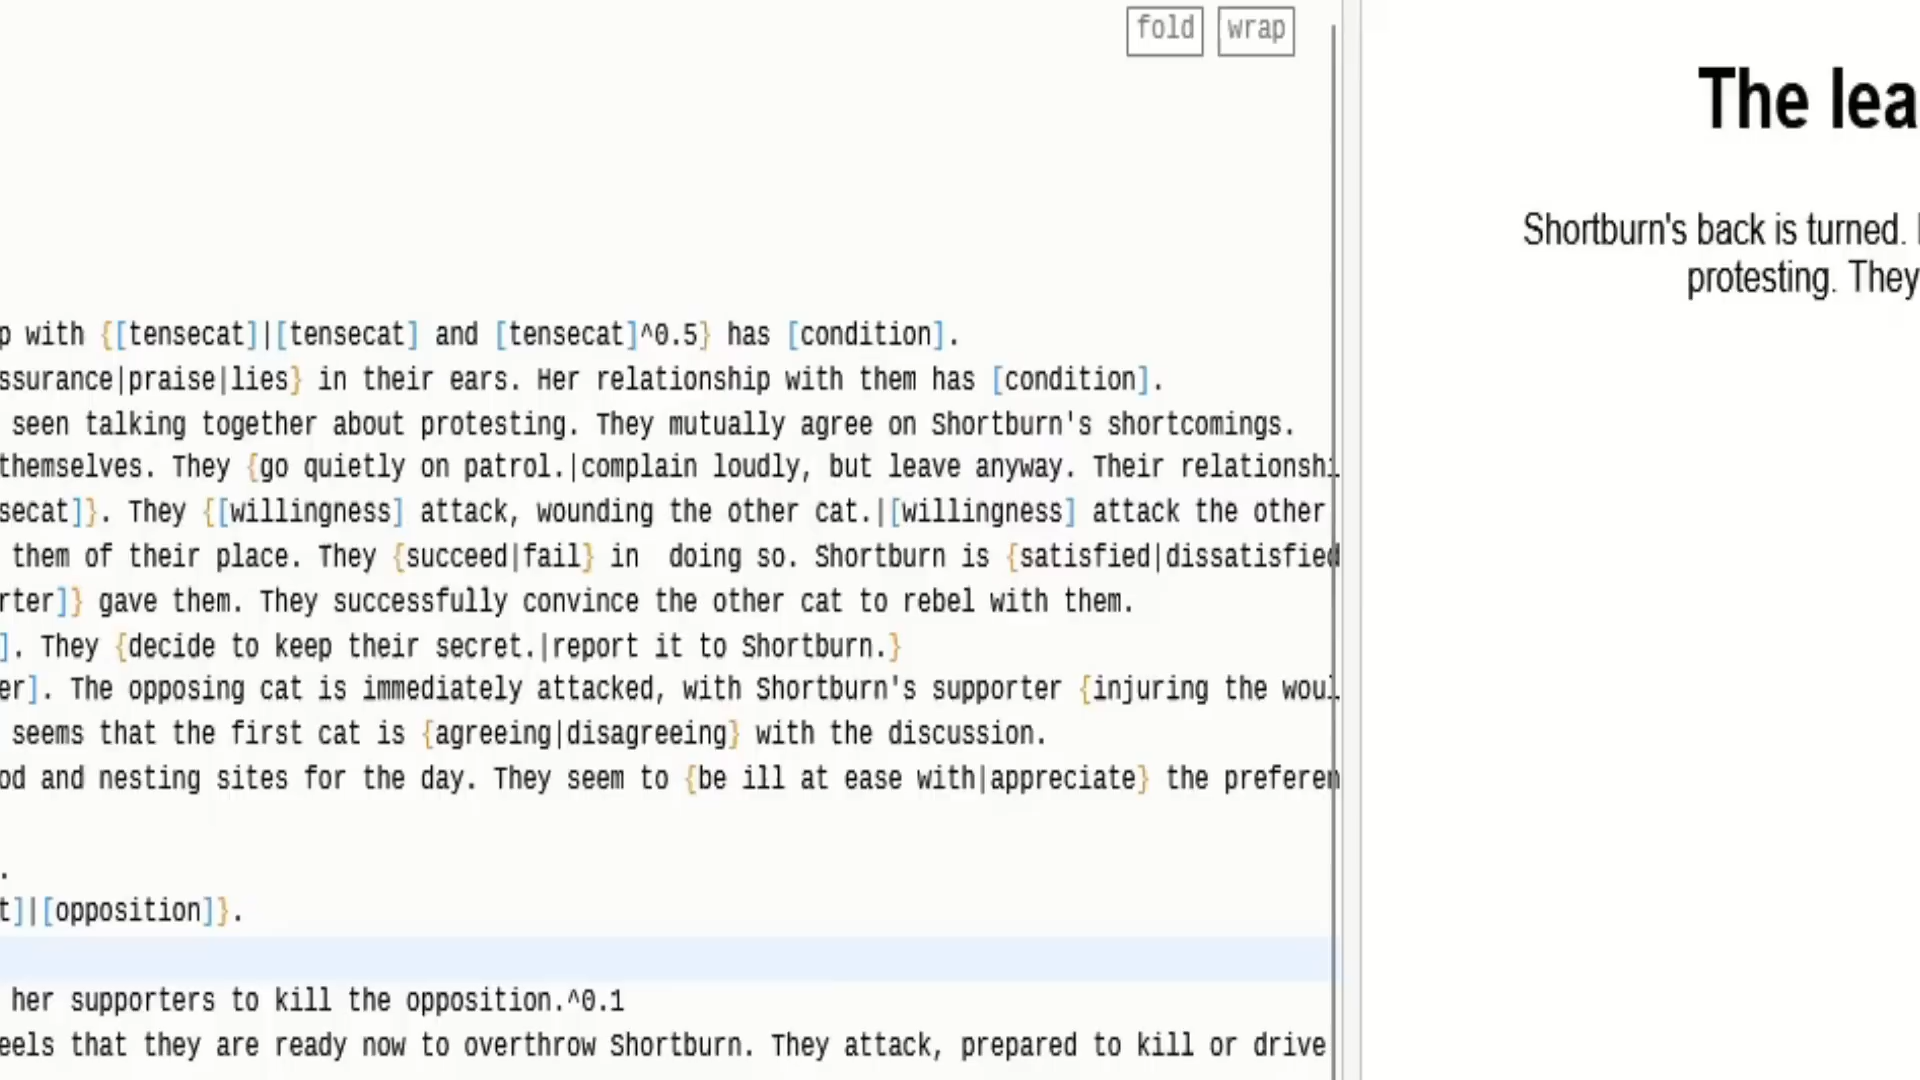 fold wrap
p with {[tensecat]|[tensecat] and [tensecat]^0.5} has [condition].
ssurance|praise|lies} in their ears. Her relationship with them has [condition].
seen talking together about protesting. They mutually agree on Shortburn's shortcomings.
themselves. They {go quietly on patrol.|complain loudly, but leave anyway. Their relationshi
secat]}. They {[willingness] attack, wounding the other cat.|[willingness] attack the other
them of their place. They {succeed|fail} in  doing so. Shortburn is {satisfied|dissatisfied
rter]} gave them. They successfully convince the other cat to rebel with them.
]. They {decide to keep their secret.|report it to Shortburn.}
er]. The opposing cat is immediately attacked, with Shortburn's supporter {injuring the woul
seems that the first cat is {agreeing|disagreeing} with the discussion.
od and nesting sites for the day. They seem to {be ill at ease with|appreciate} the preferen
.
t]|[opposition]}.
her supporters to kill the opposition.^0.1
eels that they are ready now to overthrow Shortburn. They attack, prepared to kill or drive
The lea
Shortburn's back is turned.
protesting. They